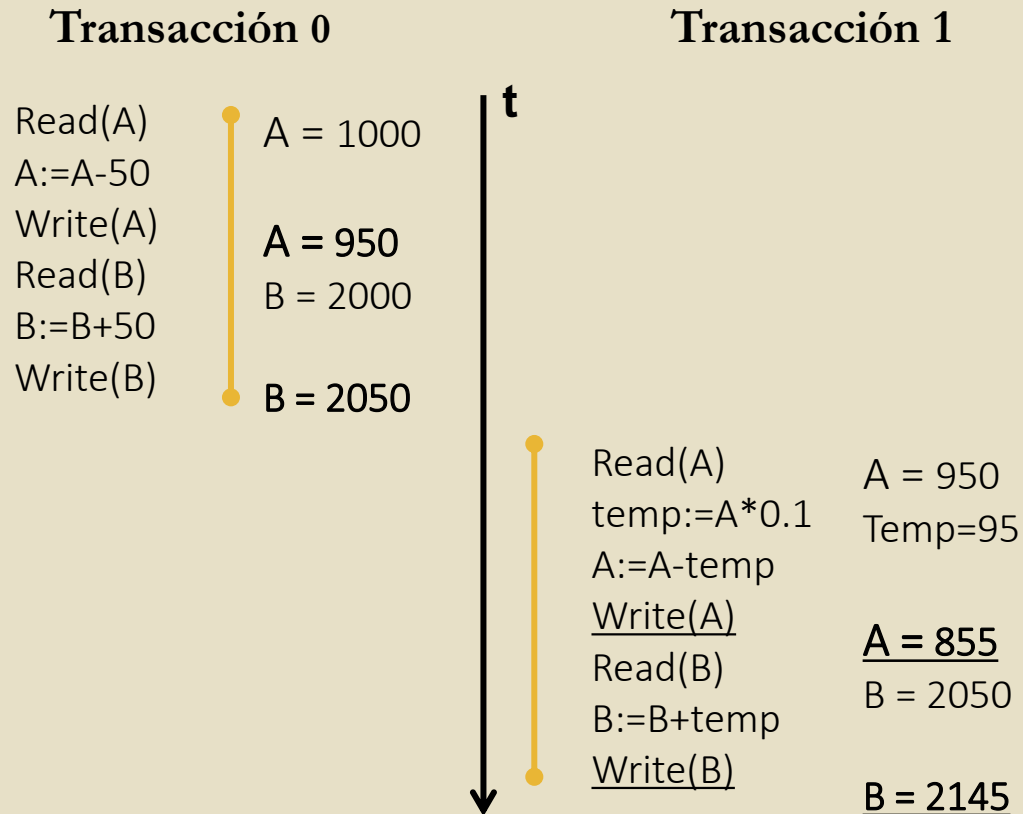 Transacción 0
Transacción 1
t
Read(A)
A:=A-50
Write(A)
Read(B)
B:=B+50
Write(B)
A = 1000
A = 950
B = 2000
B = 2050
Read(A)
temp:=A*0.1
A:=A-temp
Write(A)
Read(B)
B:=B+temp
Write(B)
A = 950
Temp=95
A = 855
B = 2050
B = 2145